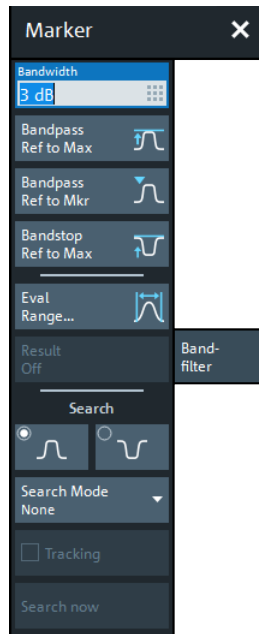 Marker
Bandwidth
3 dB
Bandpass
Ref to Max
Bandpass
Ref to Mkr
Bandstop
Ref to Max
Eval
Range...
Result
Off
Band-
filter
Search
Search Mode
None
Tracking
Search now